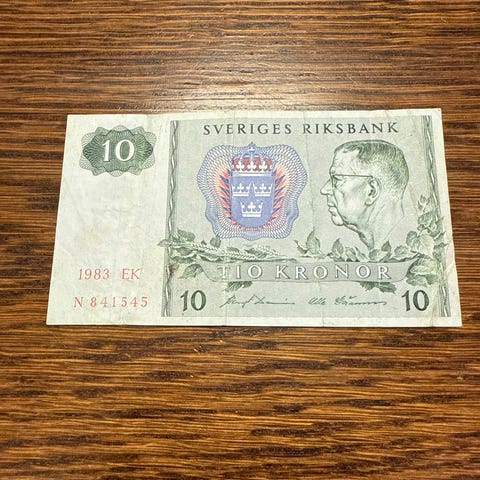 SVERIGES RIKSBANK
10
1983 EK
N 841545
TIO KRONOR
10
10